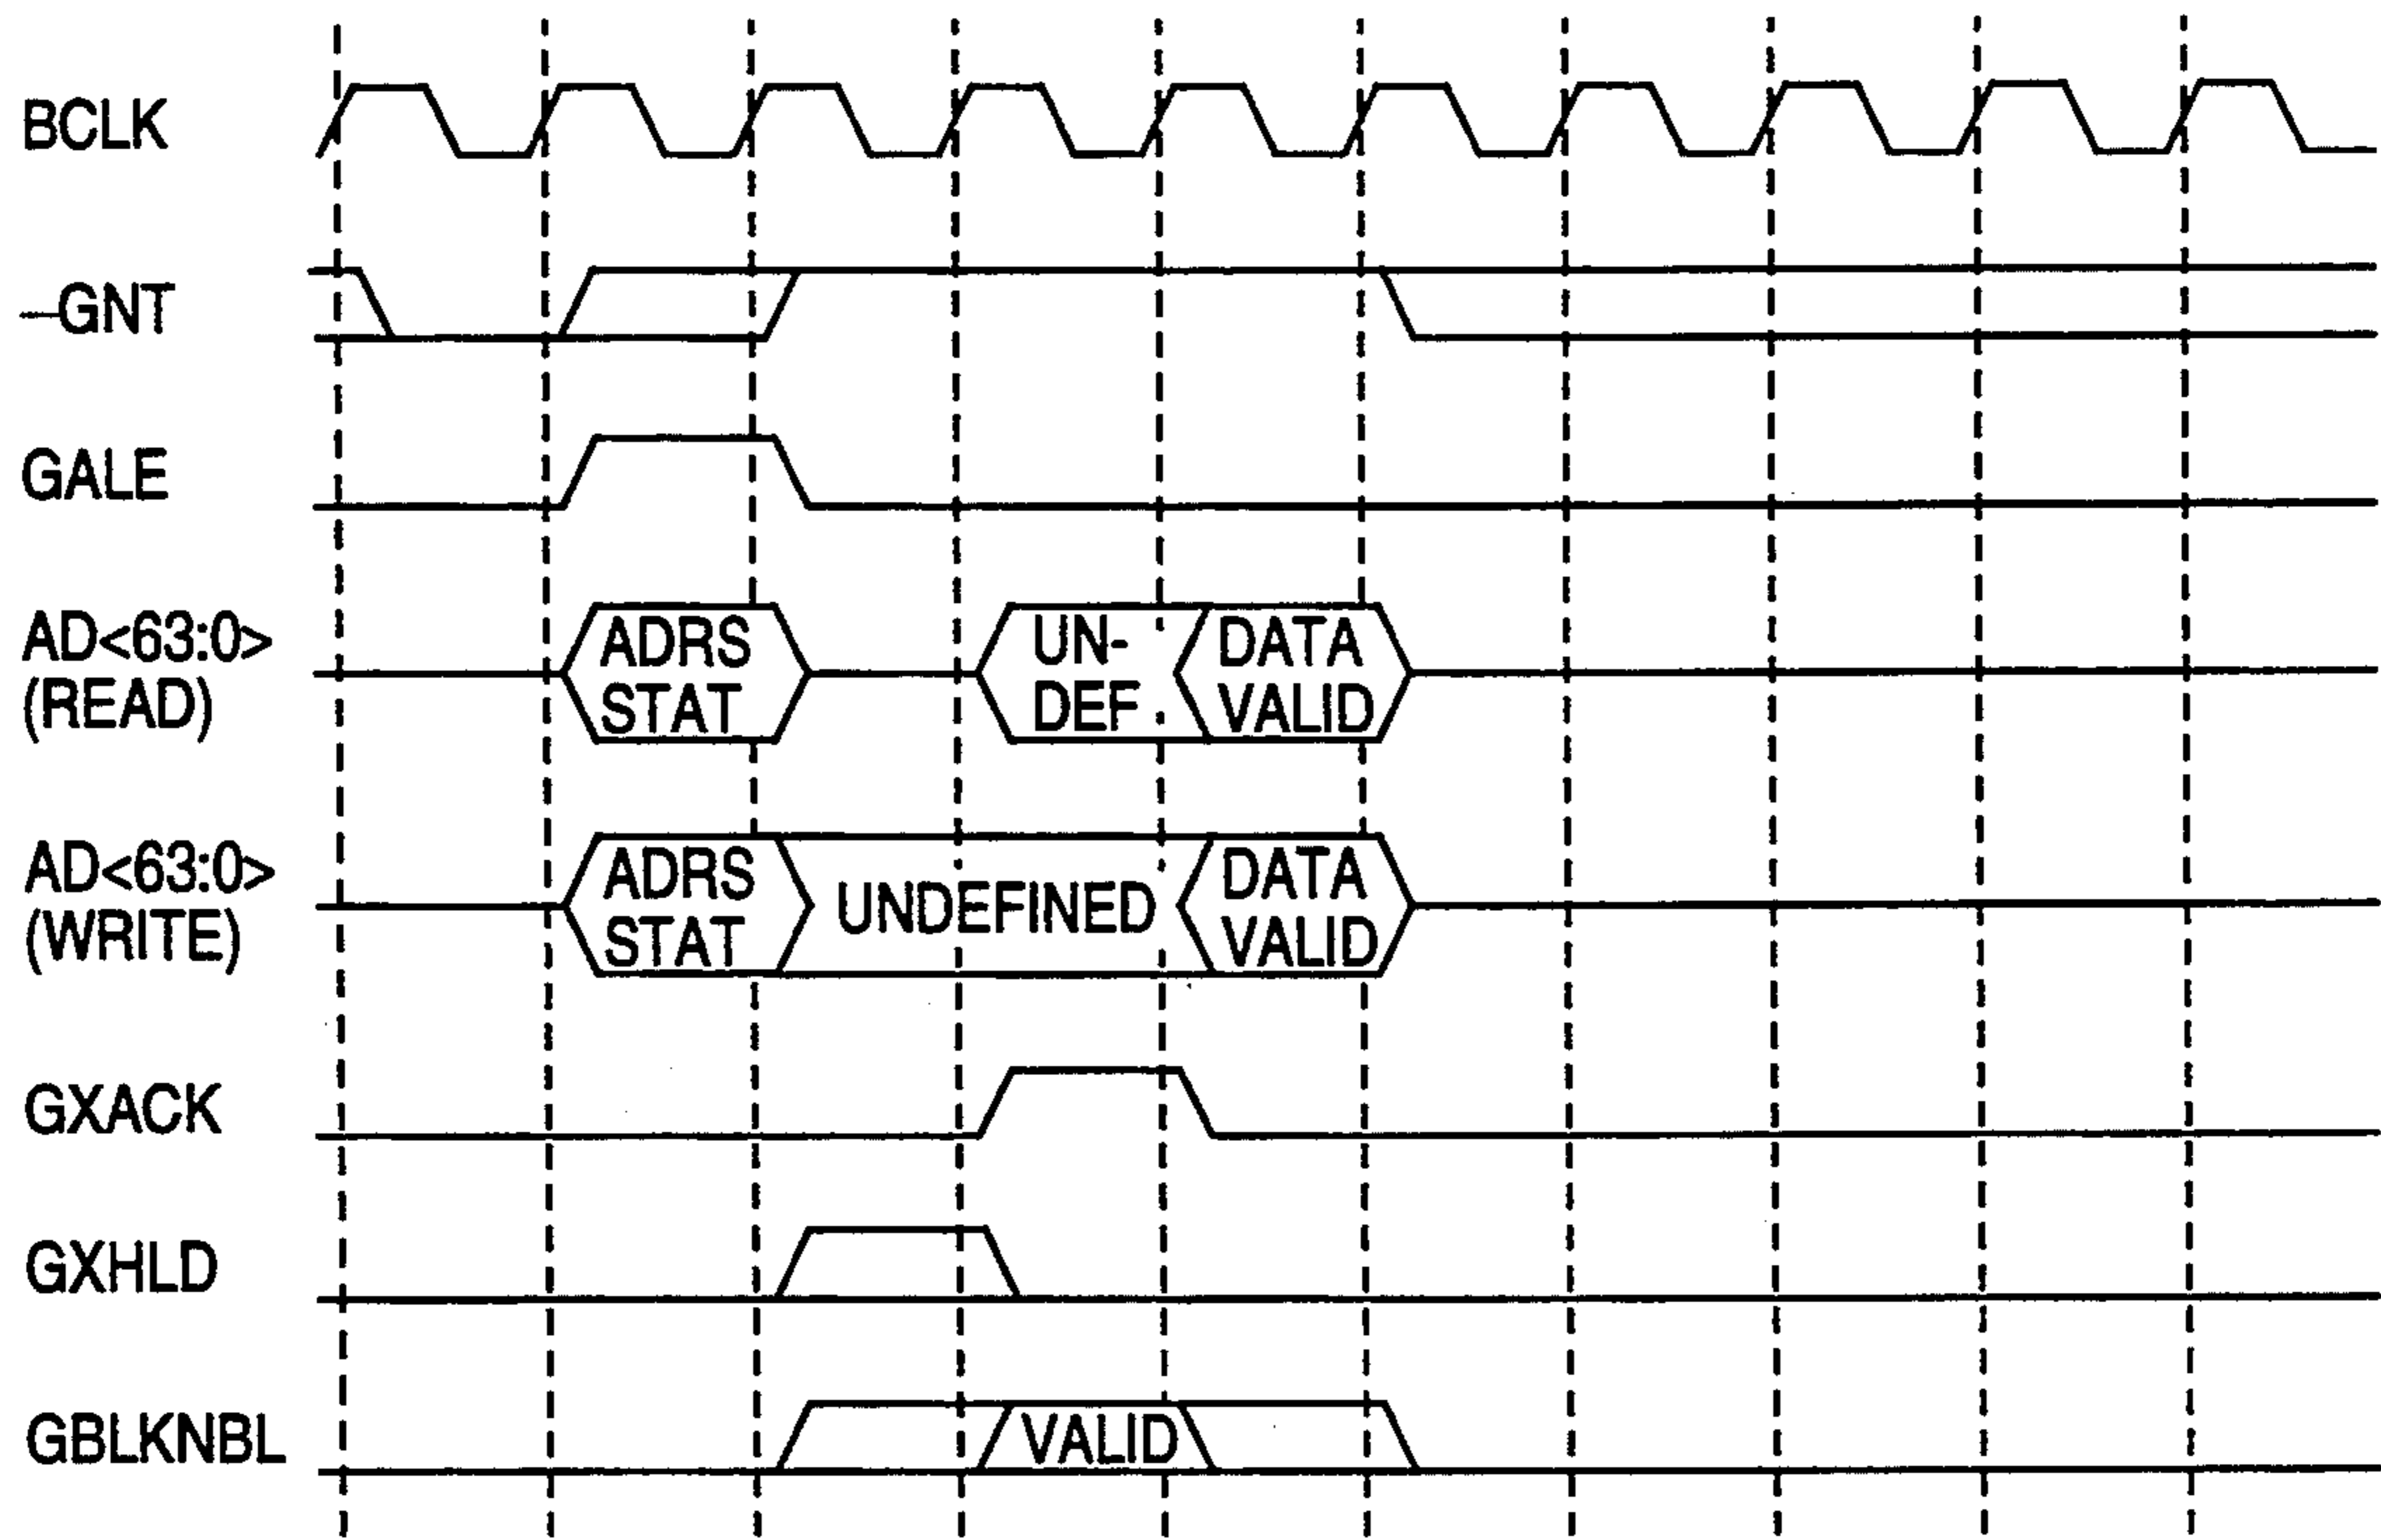 BCLK
—GNT
GALE
AD<63:0>
(READ)
ADRS
STAT
UN-
DEF
DATA
VALID
AD<63:0>
(WRITE)
ADRS
STAT
UNDEFINED
DATA
VALID
GXACK
GXHLD
GBLKNBL
VALID